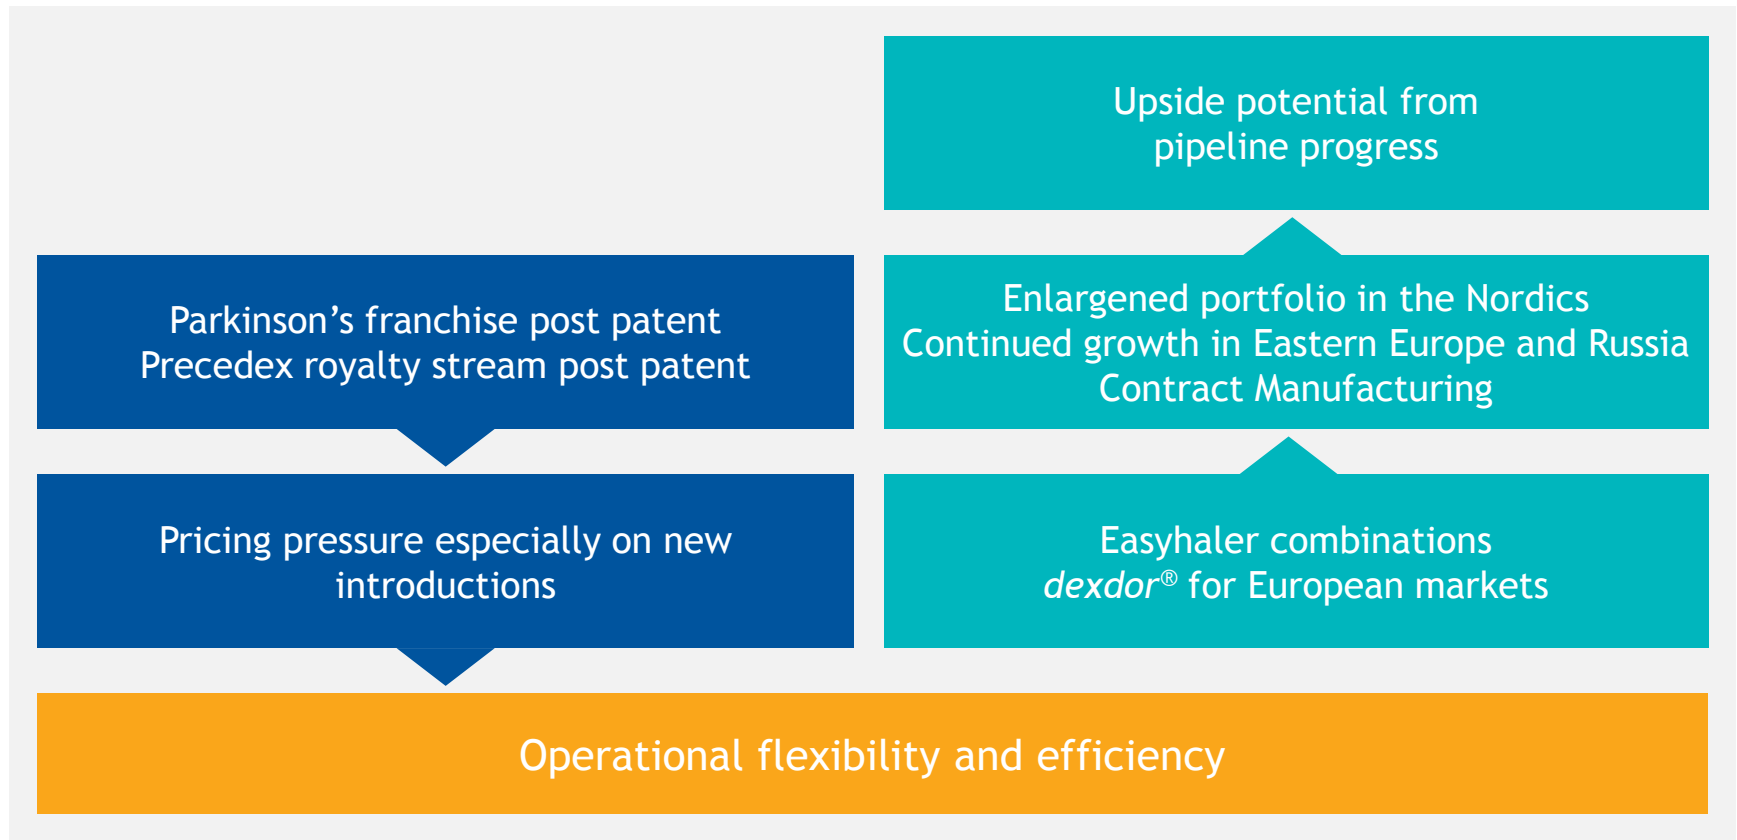 Upside potential from
pipeline progress
Parkinson’s franchise post patent
Precedex royalty stream post patent
Enlargened portfolio in the Nordics
Continued growth in Eastern Europe and Russia
Contract Manufacturing
Pricing pressure especially on new
introductions
Easyhaler combinations
dexdor® for European markets
Operational flexibility and efficiency